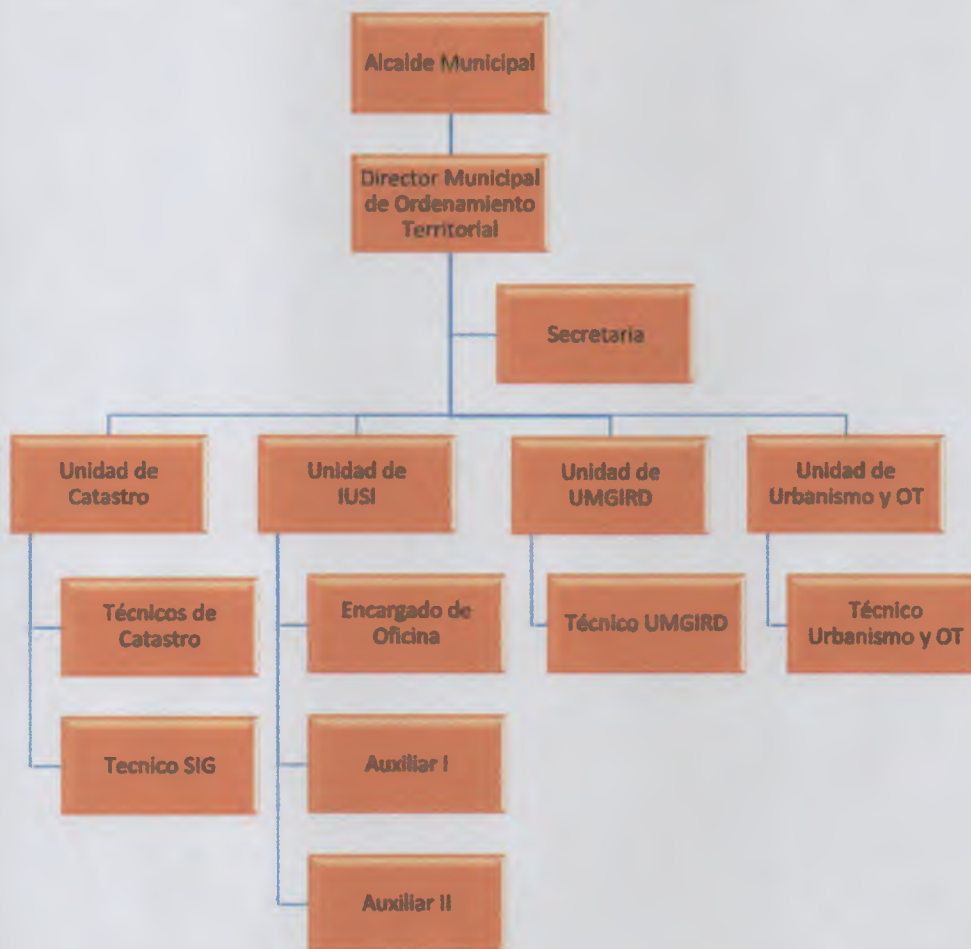 Alcalde Municipal
Director Municipal
de Ordenamiento
Territorial
Secretaria
Unidad de
Catastro
Unidad de
IUSI
Unidad de
UMGIRD
Unidad de
Urbanismo y OT
Técnicos de
Catastro
Encargado de
Oficina
Técnico UMGIRD
Técnico
Urbanismo y OT
Tecnico SIG
Auxiliar I
Auxiliar II